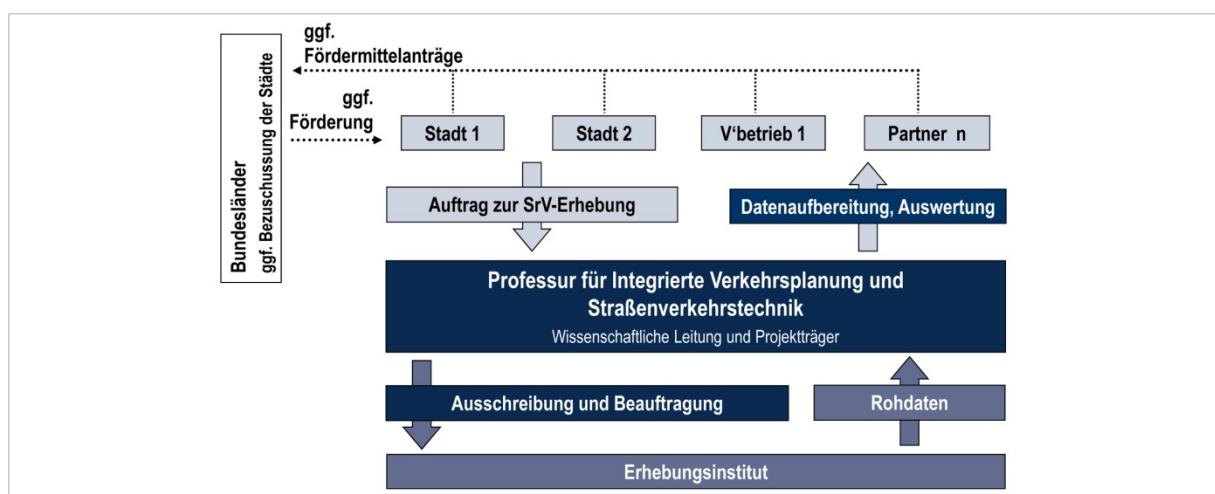 ggf.
Fördermittelanträge
Bundesländer
ggf. Bezuschussung der Städte
ggf.
Förderung
Stadt 1
Stadt 2
V'betrieb 1
Partner n
Auftrag zur SrV-Erhebung
Datenaufbereitung, Auswertung
Professur für Integrierte Verkehrsplanung und
Straßenverkehrstechnik
Wissenschaftliche Leitung und Projektträger
Ausschreibung und Beauftragung
Rohdaten
Erhebungsinstitut